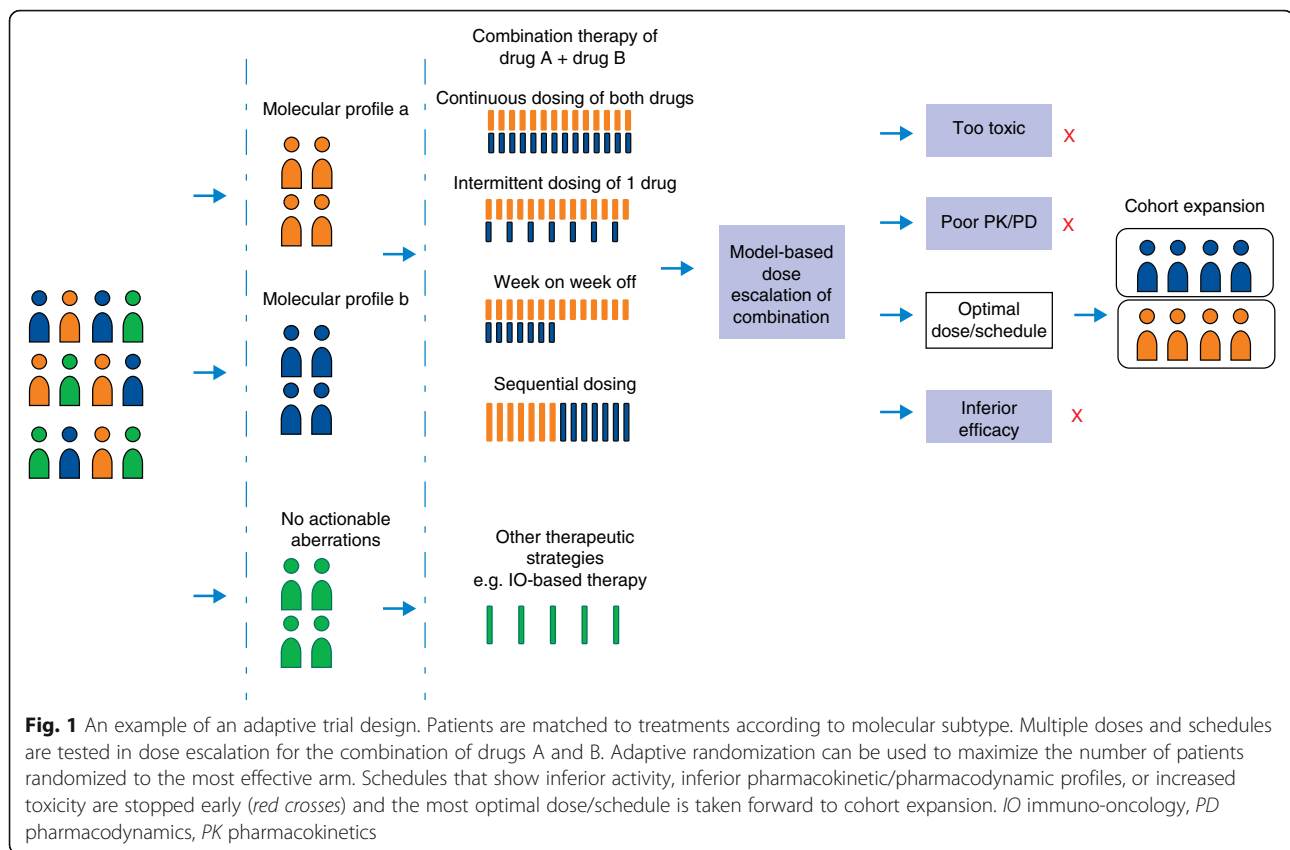 Combination therapy of
drug A + drug B
Molecular profile a
Continuous dosing of both drugs
Intermittent dosing of 1 drug
Molecular profile b
Week on week off
Sequential dosing
No actionable
aberrations
Other therapeutic
strategies
e.g. IO-based therapy
Model-based
dose
escalation of
combination
Too toxic
X
Poor PK/PD
X
Optimal
dose/schedule
Inferior
efficacy
X
Cohort expansion
Fig. 1 An example of an adaptive trial design. Patients are matched to treatments according to molecular subtype. Multiple doses and schedules
are tested in dose escalation for the combination of drugs A and B. Adaptive randomization can be used to maximize the number of patients
randomized to the most effective arm. Schedules that show inferior activity, inferior pharmacokinetic/pharmacodynamic profiles, or increased
toxicity are stopped early (red crosses) and the most optimal dose/schedule is taken forward to cohort expansion. IO immuno-oncology, PD
pharmacodynamics, PK pharmacokinetics